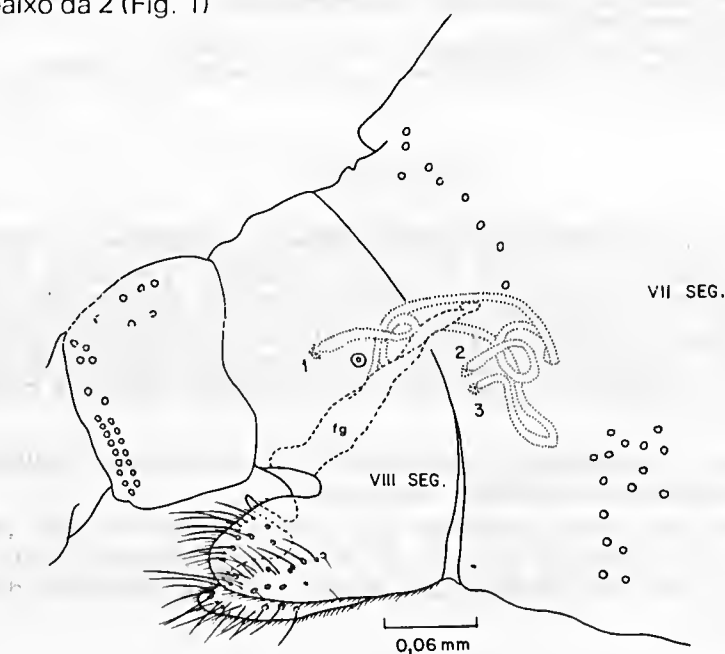 aixo da 2 (Fig. 1)
VII SEG.
1
2
3
fg
VIII SEG.
0,06 mm